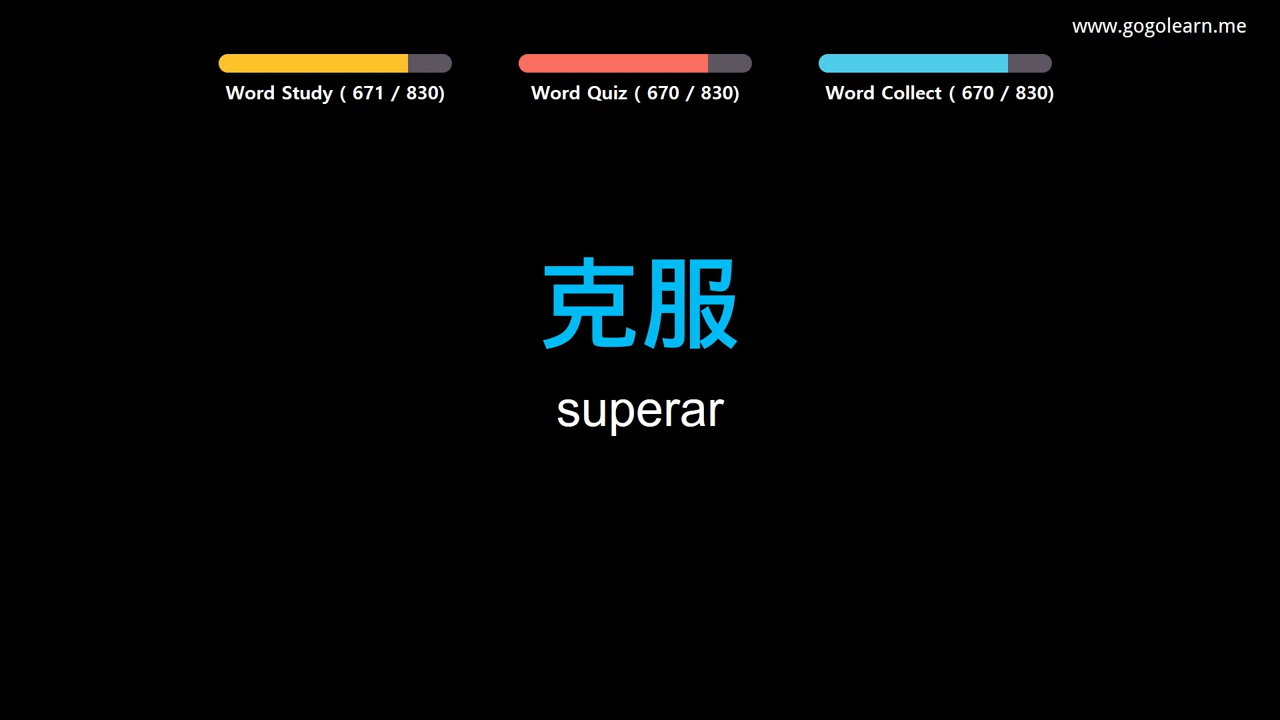 www.gogolearn.me
Word Study ( 671 / 830)
Word Quiz ( 670 / 830)
Word Collect ( 670 / 830)
克服
superar